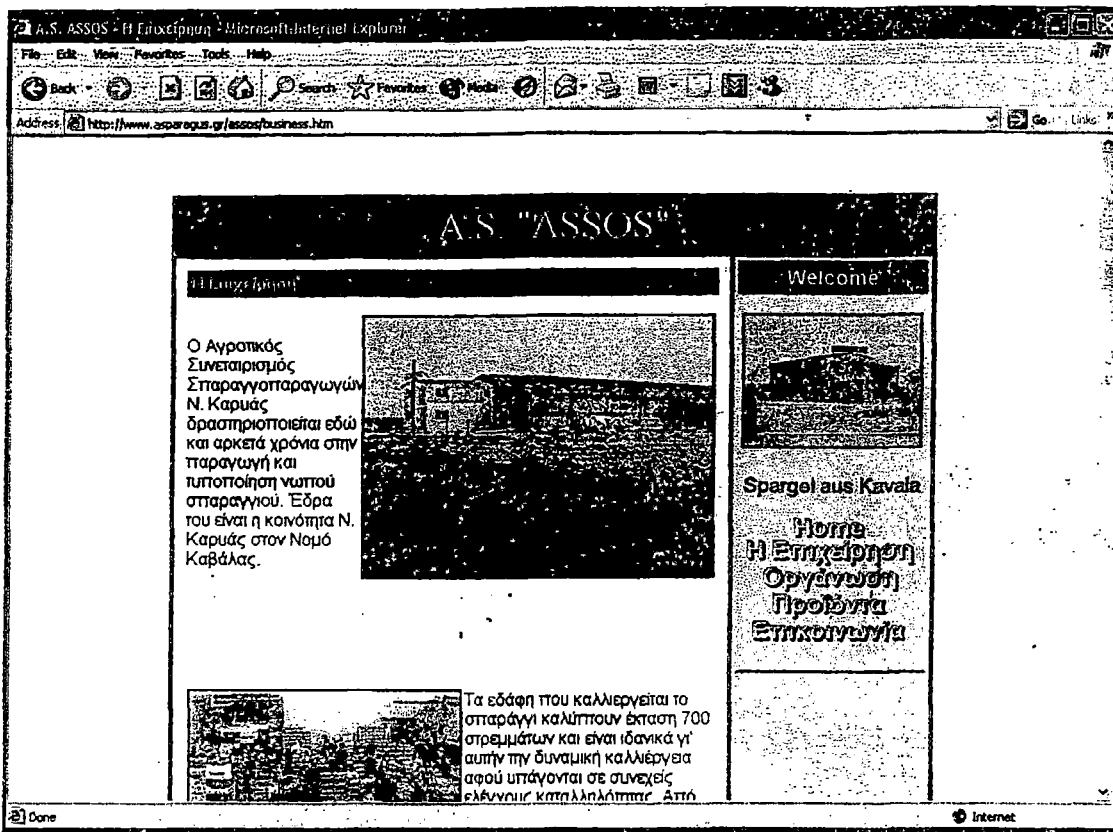 A.S. ASSOS - Η Επιχείρηση - Microsoft Internet Explorer
File Edit View Favorites Tools Help
Back Search Favorites Media
Address http://www.asparagus.gr/assos/business.htm Go Links »
A.S. "ASSOS"
Η Επιχείρηση
Ο Αγροτικός
Συνεταιρισμός
Σπαραγγοπαραγωγών
Ν. Καρυάς
δραστηριοποιείται εδώ
και αρκετά χρόνια στην
παραγωγή και
τυποποίηση νωπού
σπαραγγιού. Έδρα
του είναι η κοινότητα Ν.
Καρυάς στον Νομό
Καβάλας.
Τα εδάφη που καλλιεργείται το
σπαράγγι καλύπτουν έκταση 700
στρεμμάτων και είναι ιδανικά γι'
αυτήν την δυναμική καλλιέργεια
αφού υπάγονται σε συνεχείς
ελέγχους καταλληλότητας. Από
Welcome
Spargel aus Kavala
Home
Η Επιχείρηση
Οργάνωση
Προϊόντα
Επικοινωνία
Done Internet